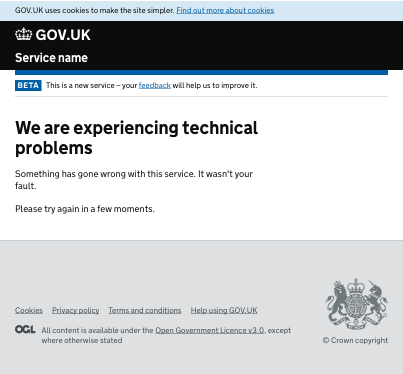 GOV.UK uses cookies to make the site simpler. Find out more about cookies
GOV.UK
Service name
BETA This is a new service – your feedback will help us to improve it.
We are experiencing technical
problems
Something has gone wrong with this service. It wasn't your
fault.
Please try again in a few moments.
Cookies Privacy policy Terms and conditions Help using GOV.UK
OGL All content is available under the Open Government Licence v3.0, except
where otherwise stated
© Crown copyright